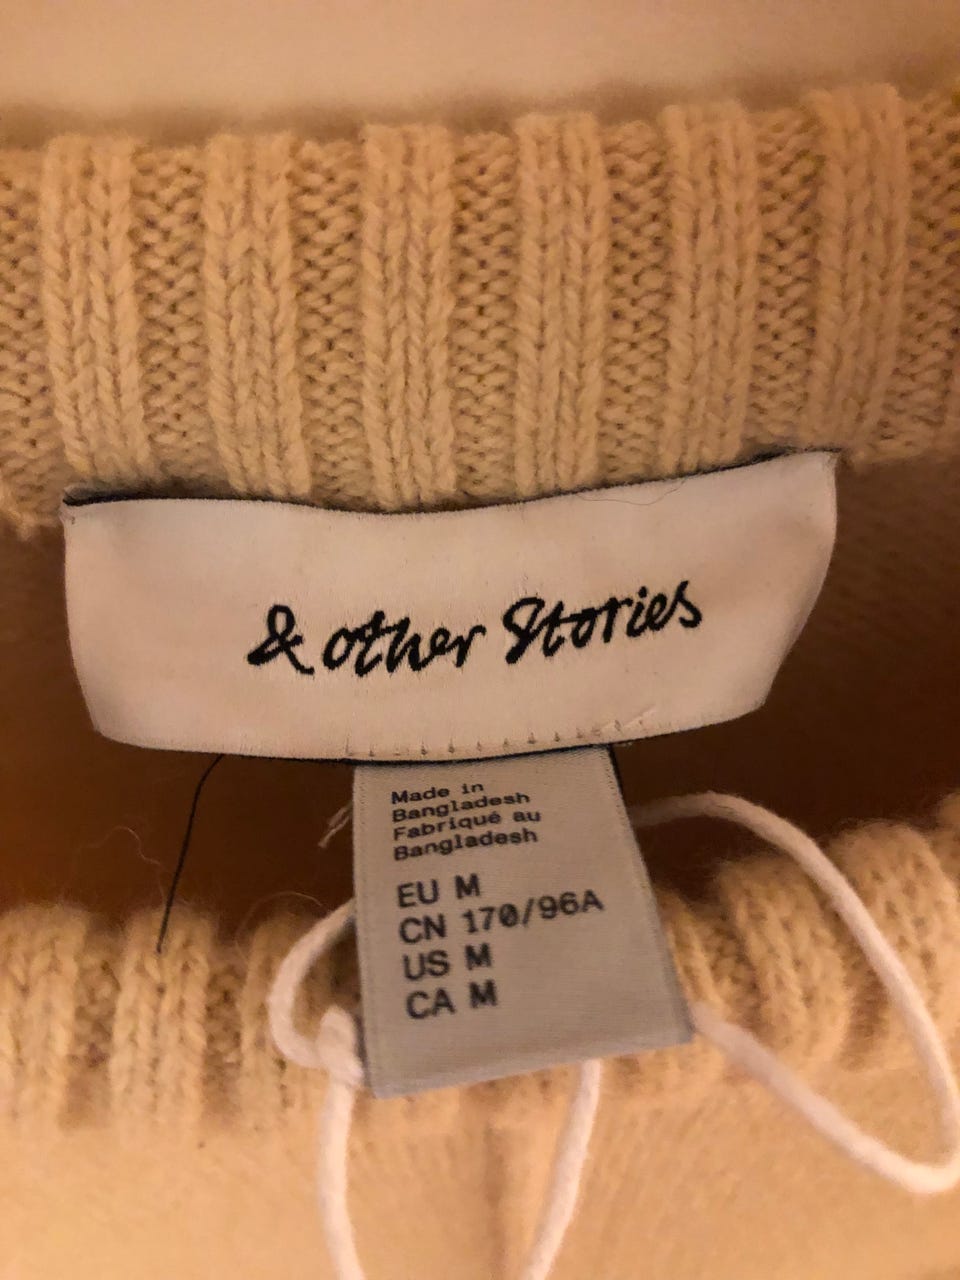 & other Stories
Made in
Bangladesh
Fabriqué au
Bangladesh
EU M
CN 170/96A
US M
CA M